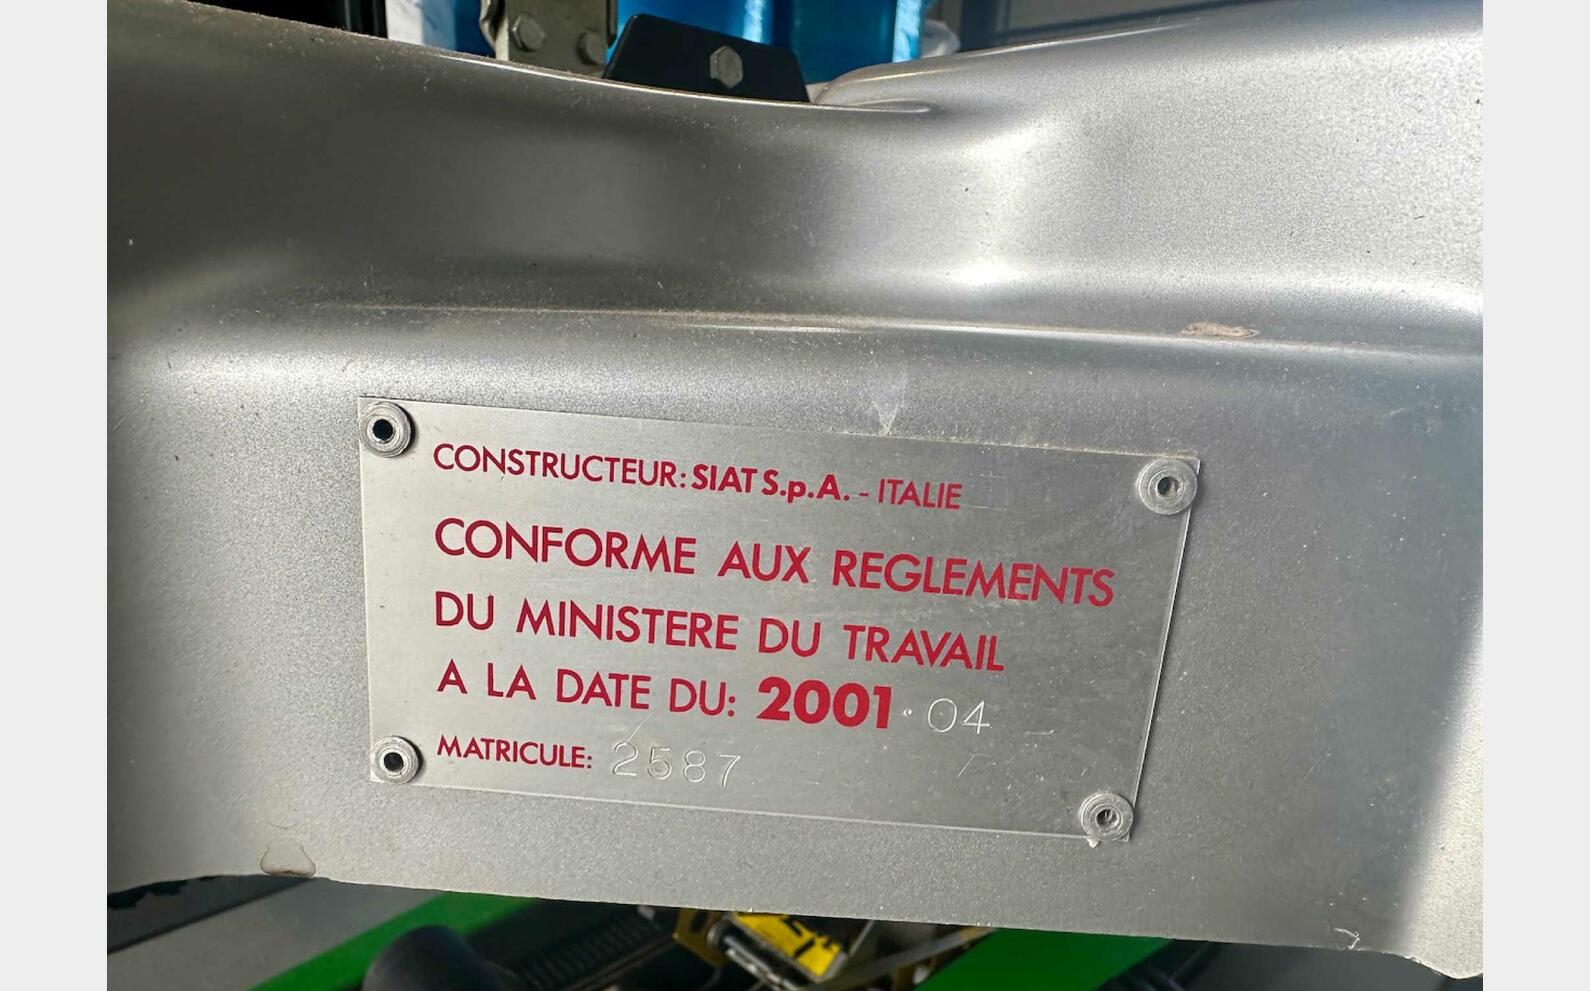 CONSTRUCTEUR: SIAT S.p.A. - ITALIE
CONFORME AUX REGLEMENTS
DU MINISTERE DU TRAVAIL
A LA DATE DU: 2001 · 04
MATRICULE: 2587